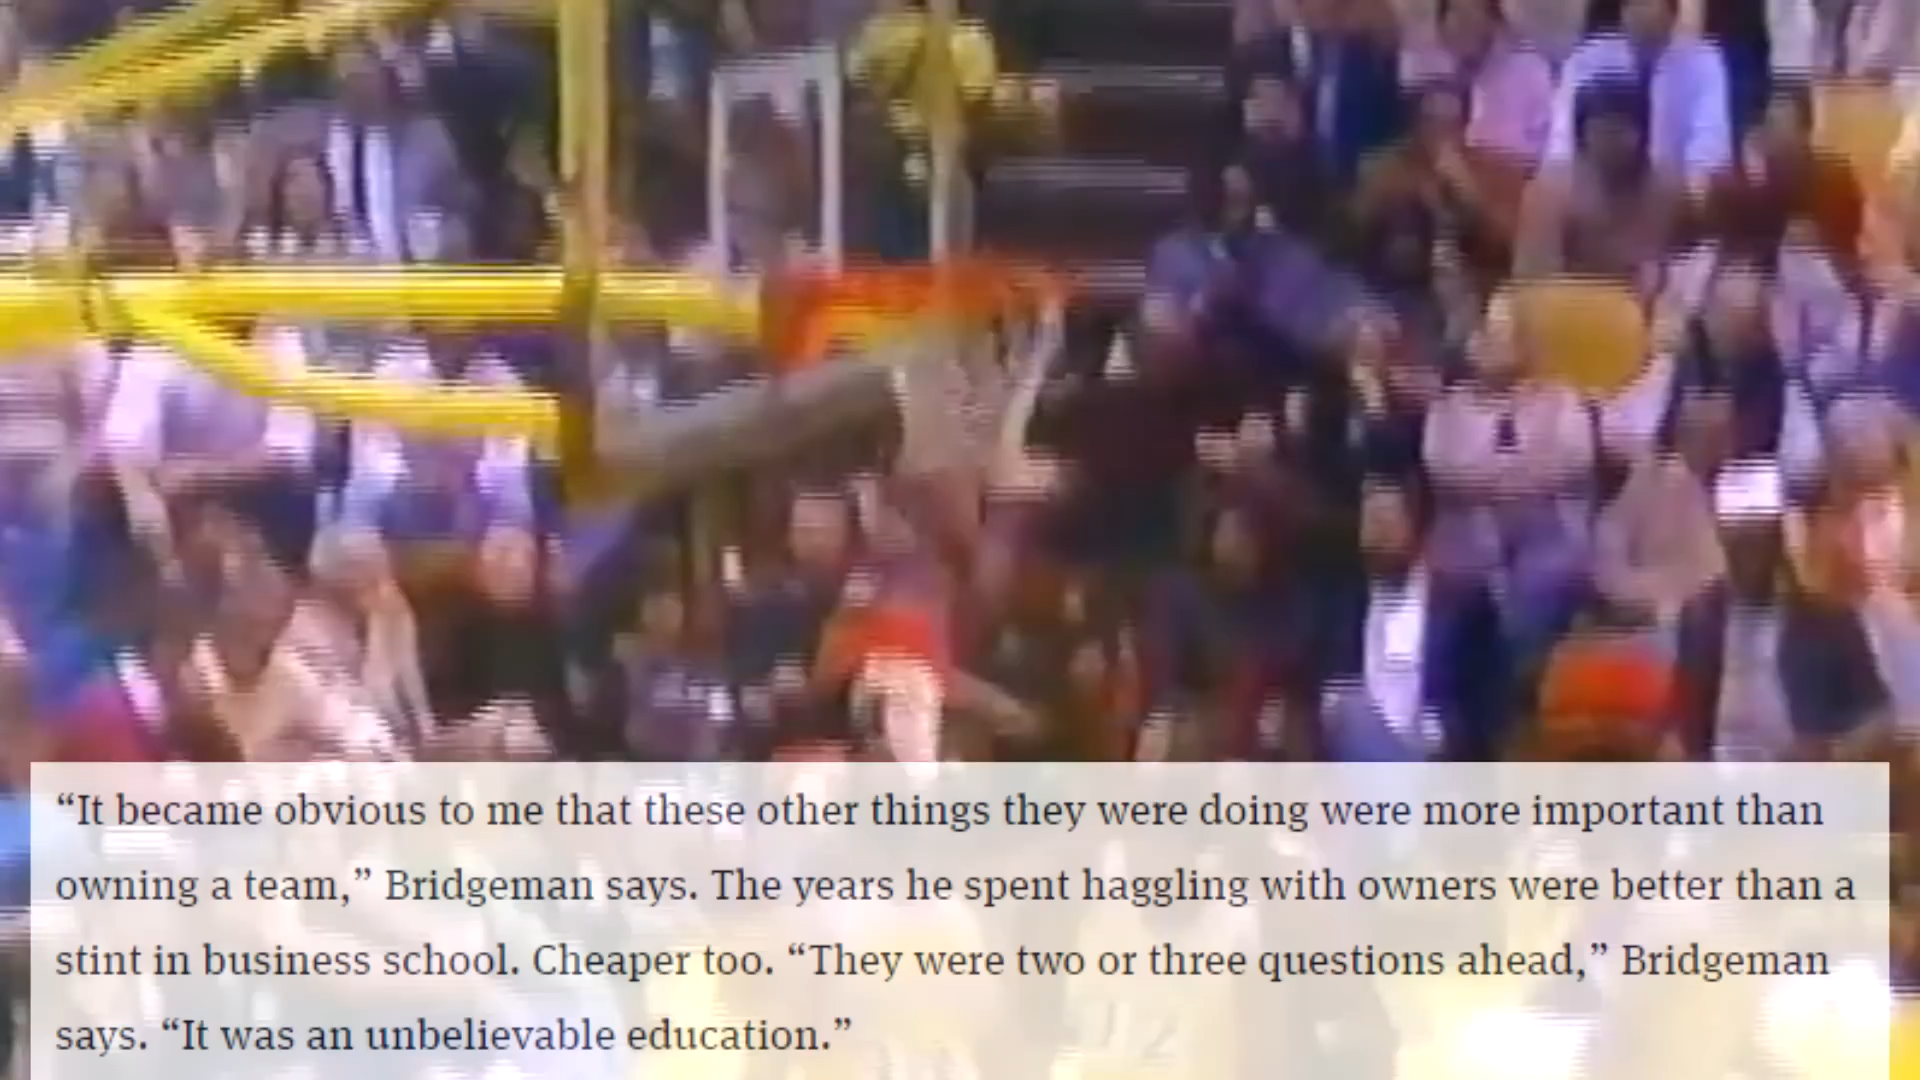 “It became obvious to me that these other things they were doing were more important than
owning a team,” Bridgeman says. The years he spent haggling with owners were better than a
stint in business school. Cheaper too. “They were two or three questions ahead,” Bridgeman
says. “It was an unbelievable education.”